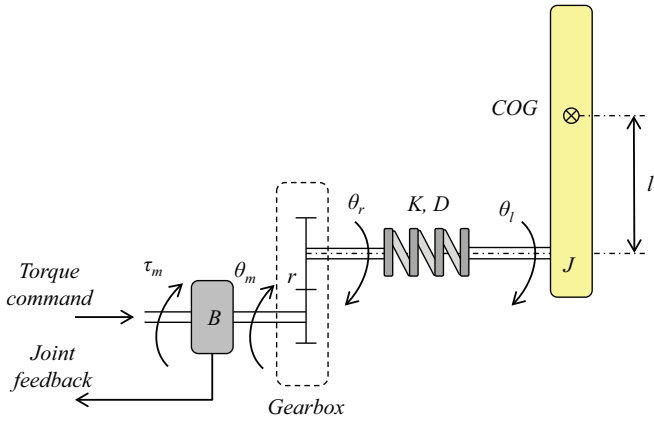 COG
l
θr
K, D
θl
J
Torque
command
τm
θm
r
B
Joint
feedback
Gearbox